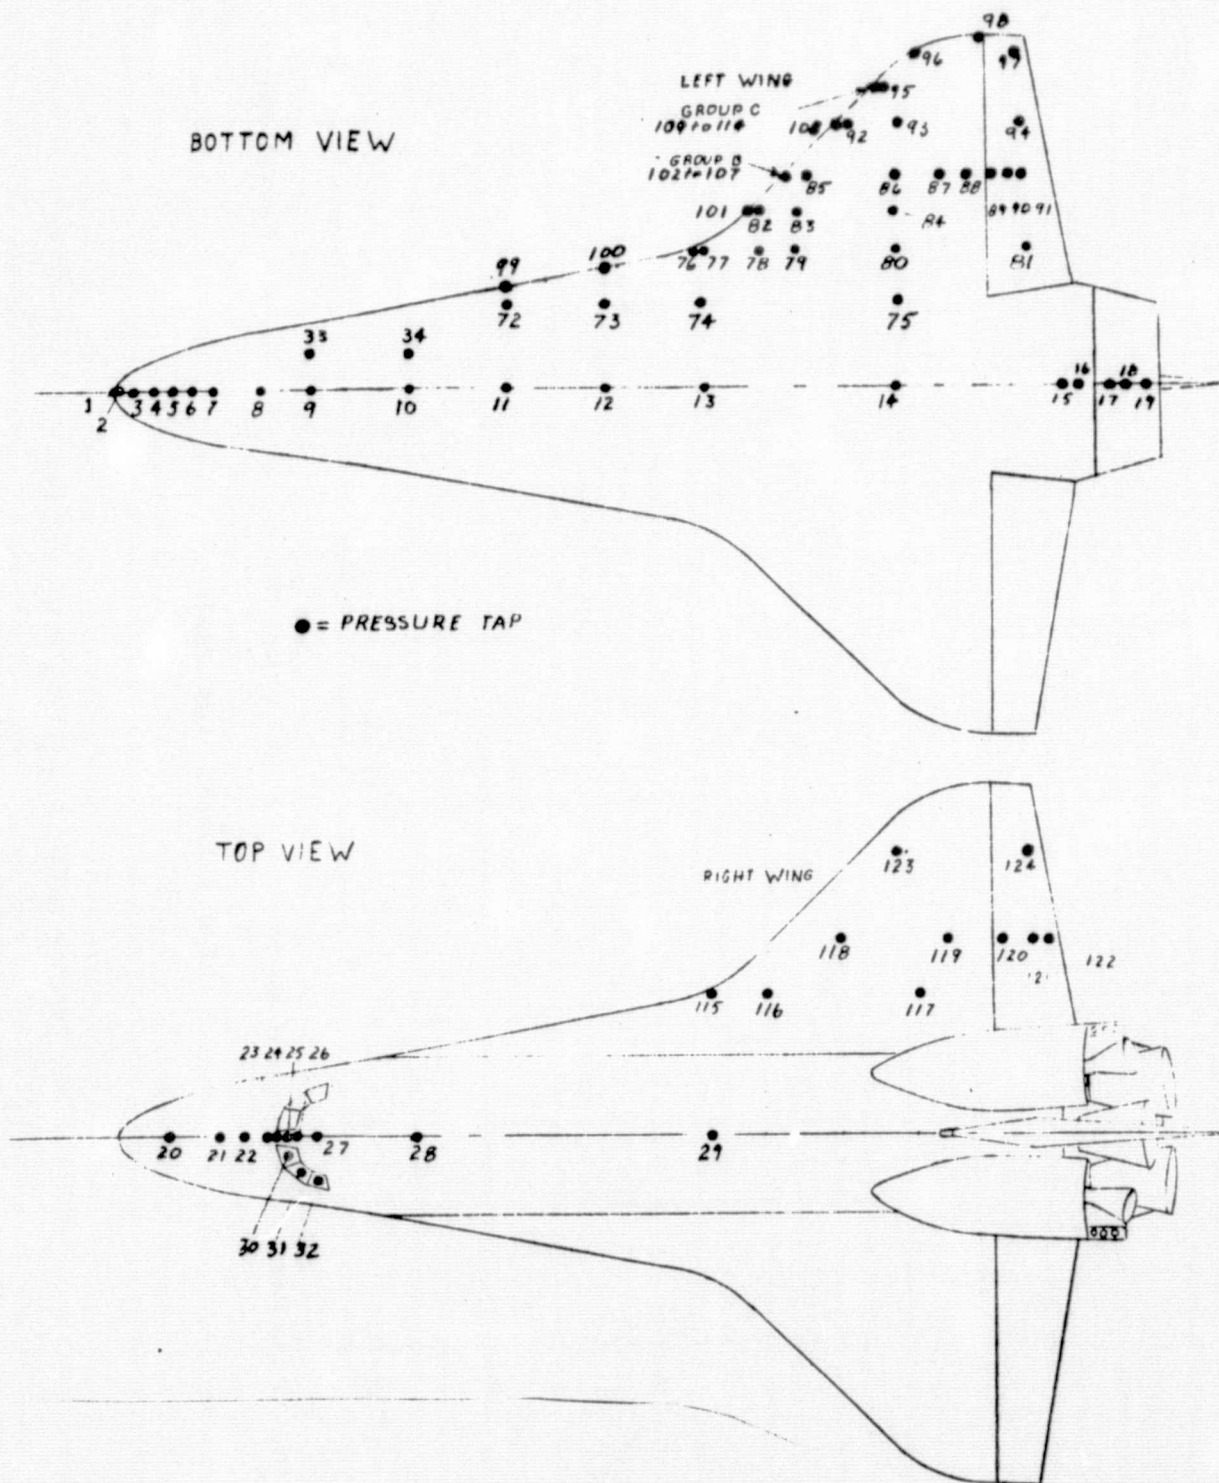 98
96 97
LEFT WING
95
GROUP C
109 to 114 92 93 94
BOTTOM VIEW
GROUP B
102 to 107 85 86 87 88
101 82 83 84 89 90 91
99 100 76 77 78 79 80 81
72 73 74 75
33 34
16 18
1 3 4 5 6 7 8 9 10 11 12 13 14 15 17 19
2
● = PRESSURE TAP
TOP VIEW
RIGHT WING 123 124
118 119 120 122
115 116 117
23 24 25 26
20 21 22 27 28 29
30 31 32